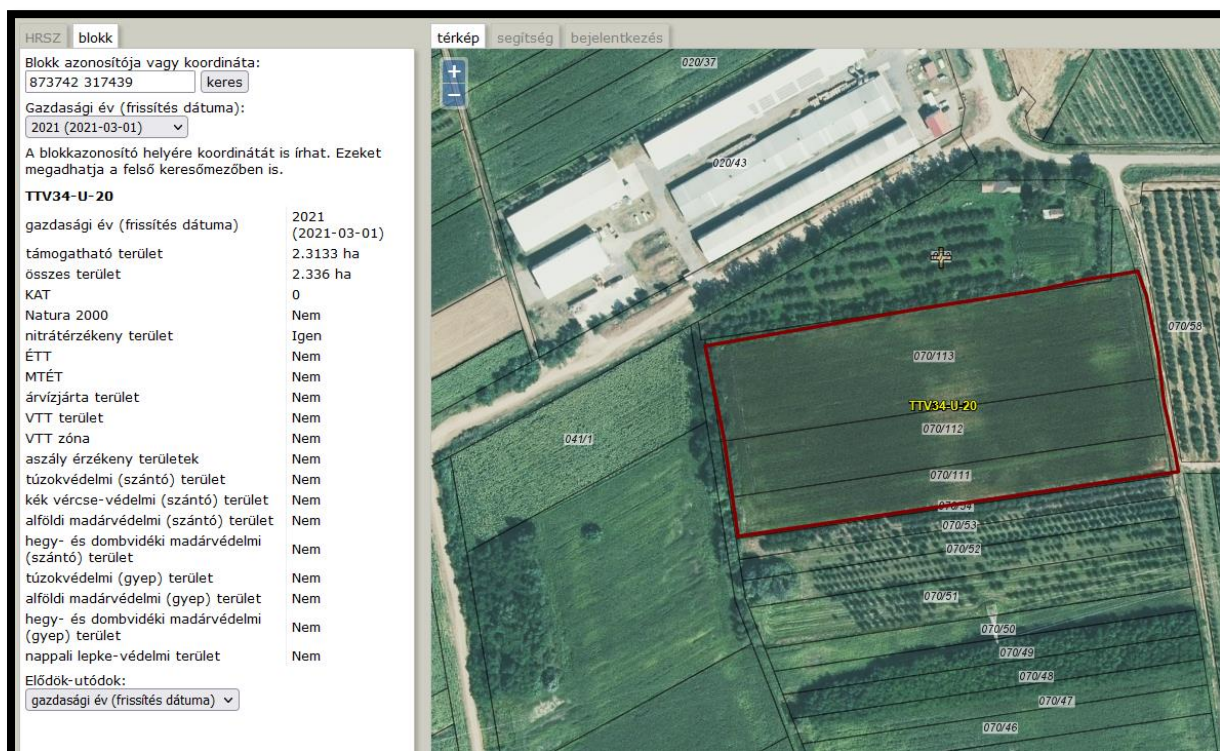 HRSZ blokk
Blokk azonosítója vagy koordináta:
873742 317439 keres
Gazdasági év (frissítés dátuma):
2021 (2021-03-01)
A blokkazonosító helyére koordinátát is írhat. Ezeket
megadhatja a felső keresőmezőben is.
TTV34-U-20
gazdasági év (frissítés dátuma) 2021
(2021-03-01)
támogatható terület 2.3133 ha
összes terület 2.336 ha
KAT 0
Natura 2000 Nem
nitrátérzékeny terület Igen
ÉTT Nem
MTÉT Nem
árvízjárta terület Nem
VTT terület Nem
VTT zóna Nem
aszály érzékeny területek Nem
túzokvédelmi (szántó) terület Nem
kék vércse-védelmi (szántó) terület Nem
alföldi madárvédelmi (szántó) terület Nem
hegy- és dombvidéki madárvédelmi
(szántó) terület Nem
túzokvédelmi (gyep) terület Nem
alföldi madárvédelmi (gyep) terület Nem
hegy- és dombvidéki madárvédelmi
(gyep) terület Nem
nappali lepke-védelmi terület Nem
Elődök-utódok:
gazdasági év (frissítés dátuma)
térkép segítség bejelentkezés
+
−
020/37
020/43
070/58
070/113
TTV34-U-20
070/112
041/1
070/111
070/54
070/53
070/52
070/51
070/50
070/49
070/48
070/47
070/46